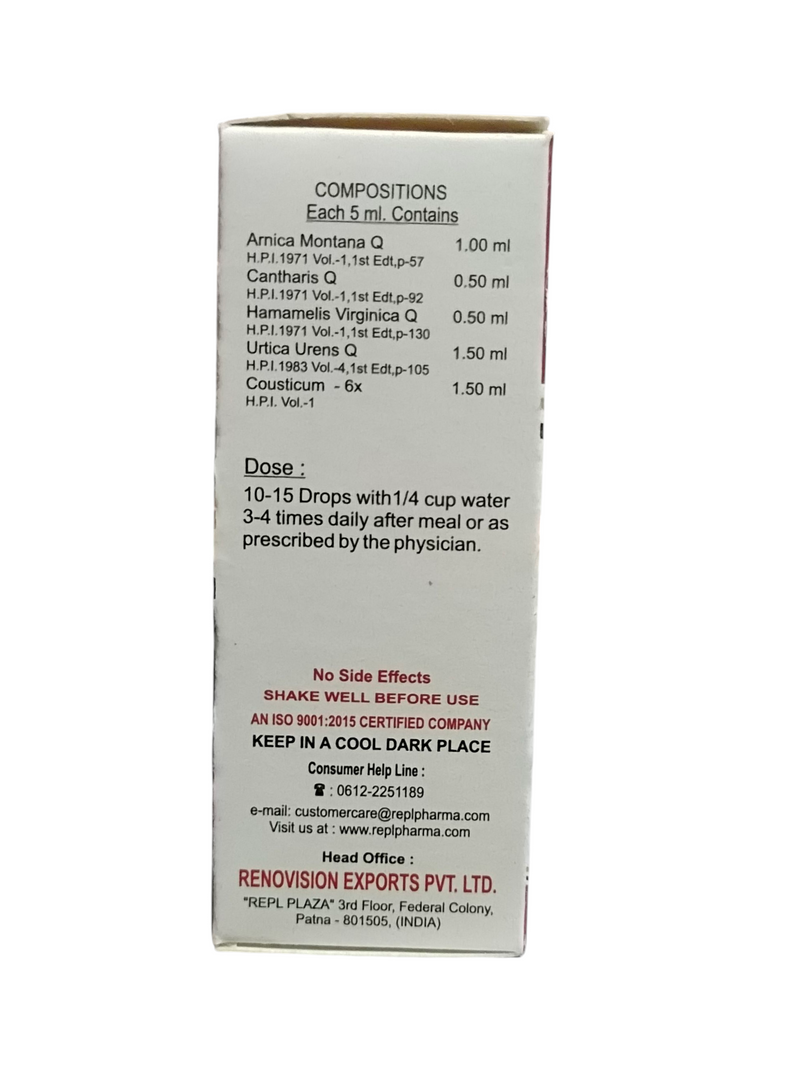 COMPOSITIONS
Each 5 ml. Contains
Arnica Montana Q 1.00 ml
H.P.I.1971 Vol.-1,1st Edt,p-57
Cantharis Q 0.50 ml
H.P.I.1971 Vol.-1,1st Edt,p-92
Hamamelis Virginica Q 0.50 ml
H.P.I.1971 Vol.-1,1st Edt,p-130
Urtica Urens Q 1.50 ml
H.P.I.1983 Vol.-4,1st Edt,p-105
Cousticum - 6x 1.50 ml
H.P.I. Vol.-1
Dose :
10-15 Drops with1/4 cup water
3-4 times daily after meal or as
prescribed by the physician.
No Side Effects
SHAKE WELL BEFORE USE
AN ISO 9001:2015 CERTIFIED COMPANY
KEEP IN A COOL DARK PLACE
Consumer Help Line :
☎ : 0612-2251189
e-mail: customercare@replpharma.com
Visit us at : www.replpharma.com
Head Office :
RENOVISION EXPORTS PVT. LTD.
"REPL PLAZA" 3rd Floor, Federal Colony,
Patna - 801505, (INDIA)